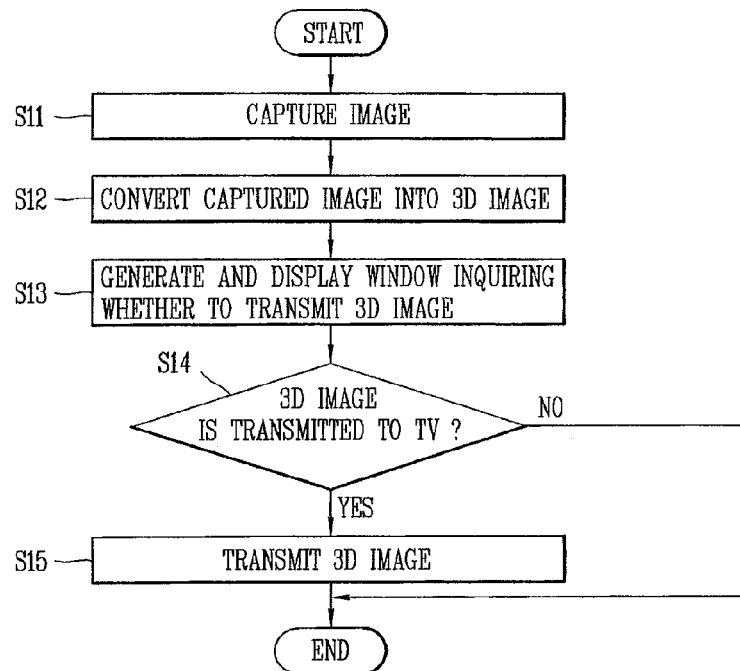 START
S11
CAPTURE IMAGE
S12
CONVERT CAPTURED IMAGE INTO 3D IMAGE
S13
GENERATE AND DISPLAY WINDOW INQUIRING
WHETHER TO TRANSMIT 3D IMAGE
S14
3D IMAGE
IS TRANSMITTED TO TV ?
NO
YES
S15
TRANSMIT 3D IMAGE
END